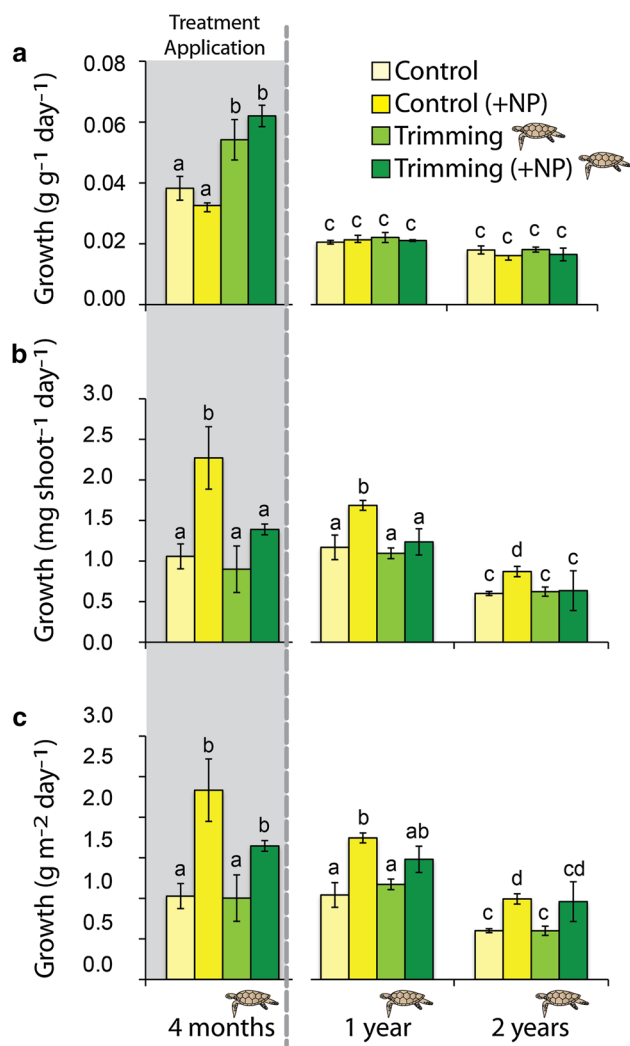 Treatment
Application
a
Growth (g g⁻¹ day⁻¹)
0.08
0.06
0.04
0.02
0.00
a
a
b
b
Control
Control (+NP)
Trimming
Trimming (+NP)
c c c c
c c c c
b
Growth (mg shoot⁻¹ day⁻¹)
3.0
2.5
2.0
1.5
1.0
0.5
0.0
a
b
a
a
a
b
a
a
c
d
c
c
c
Growth (g m⁻² day⁻¹)
3.0
2.5
2.0
1.5
1.0
0.5
0.0
a
b
a
b
a
b
a
ab
c
d
c
cd
4 months
1 year
2 years